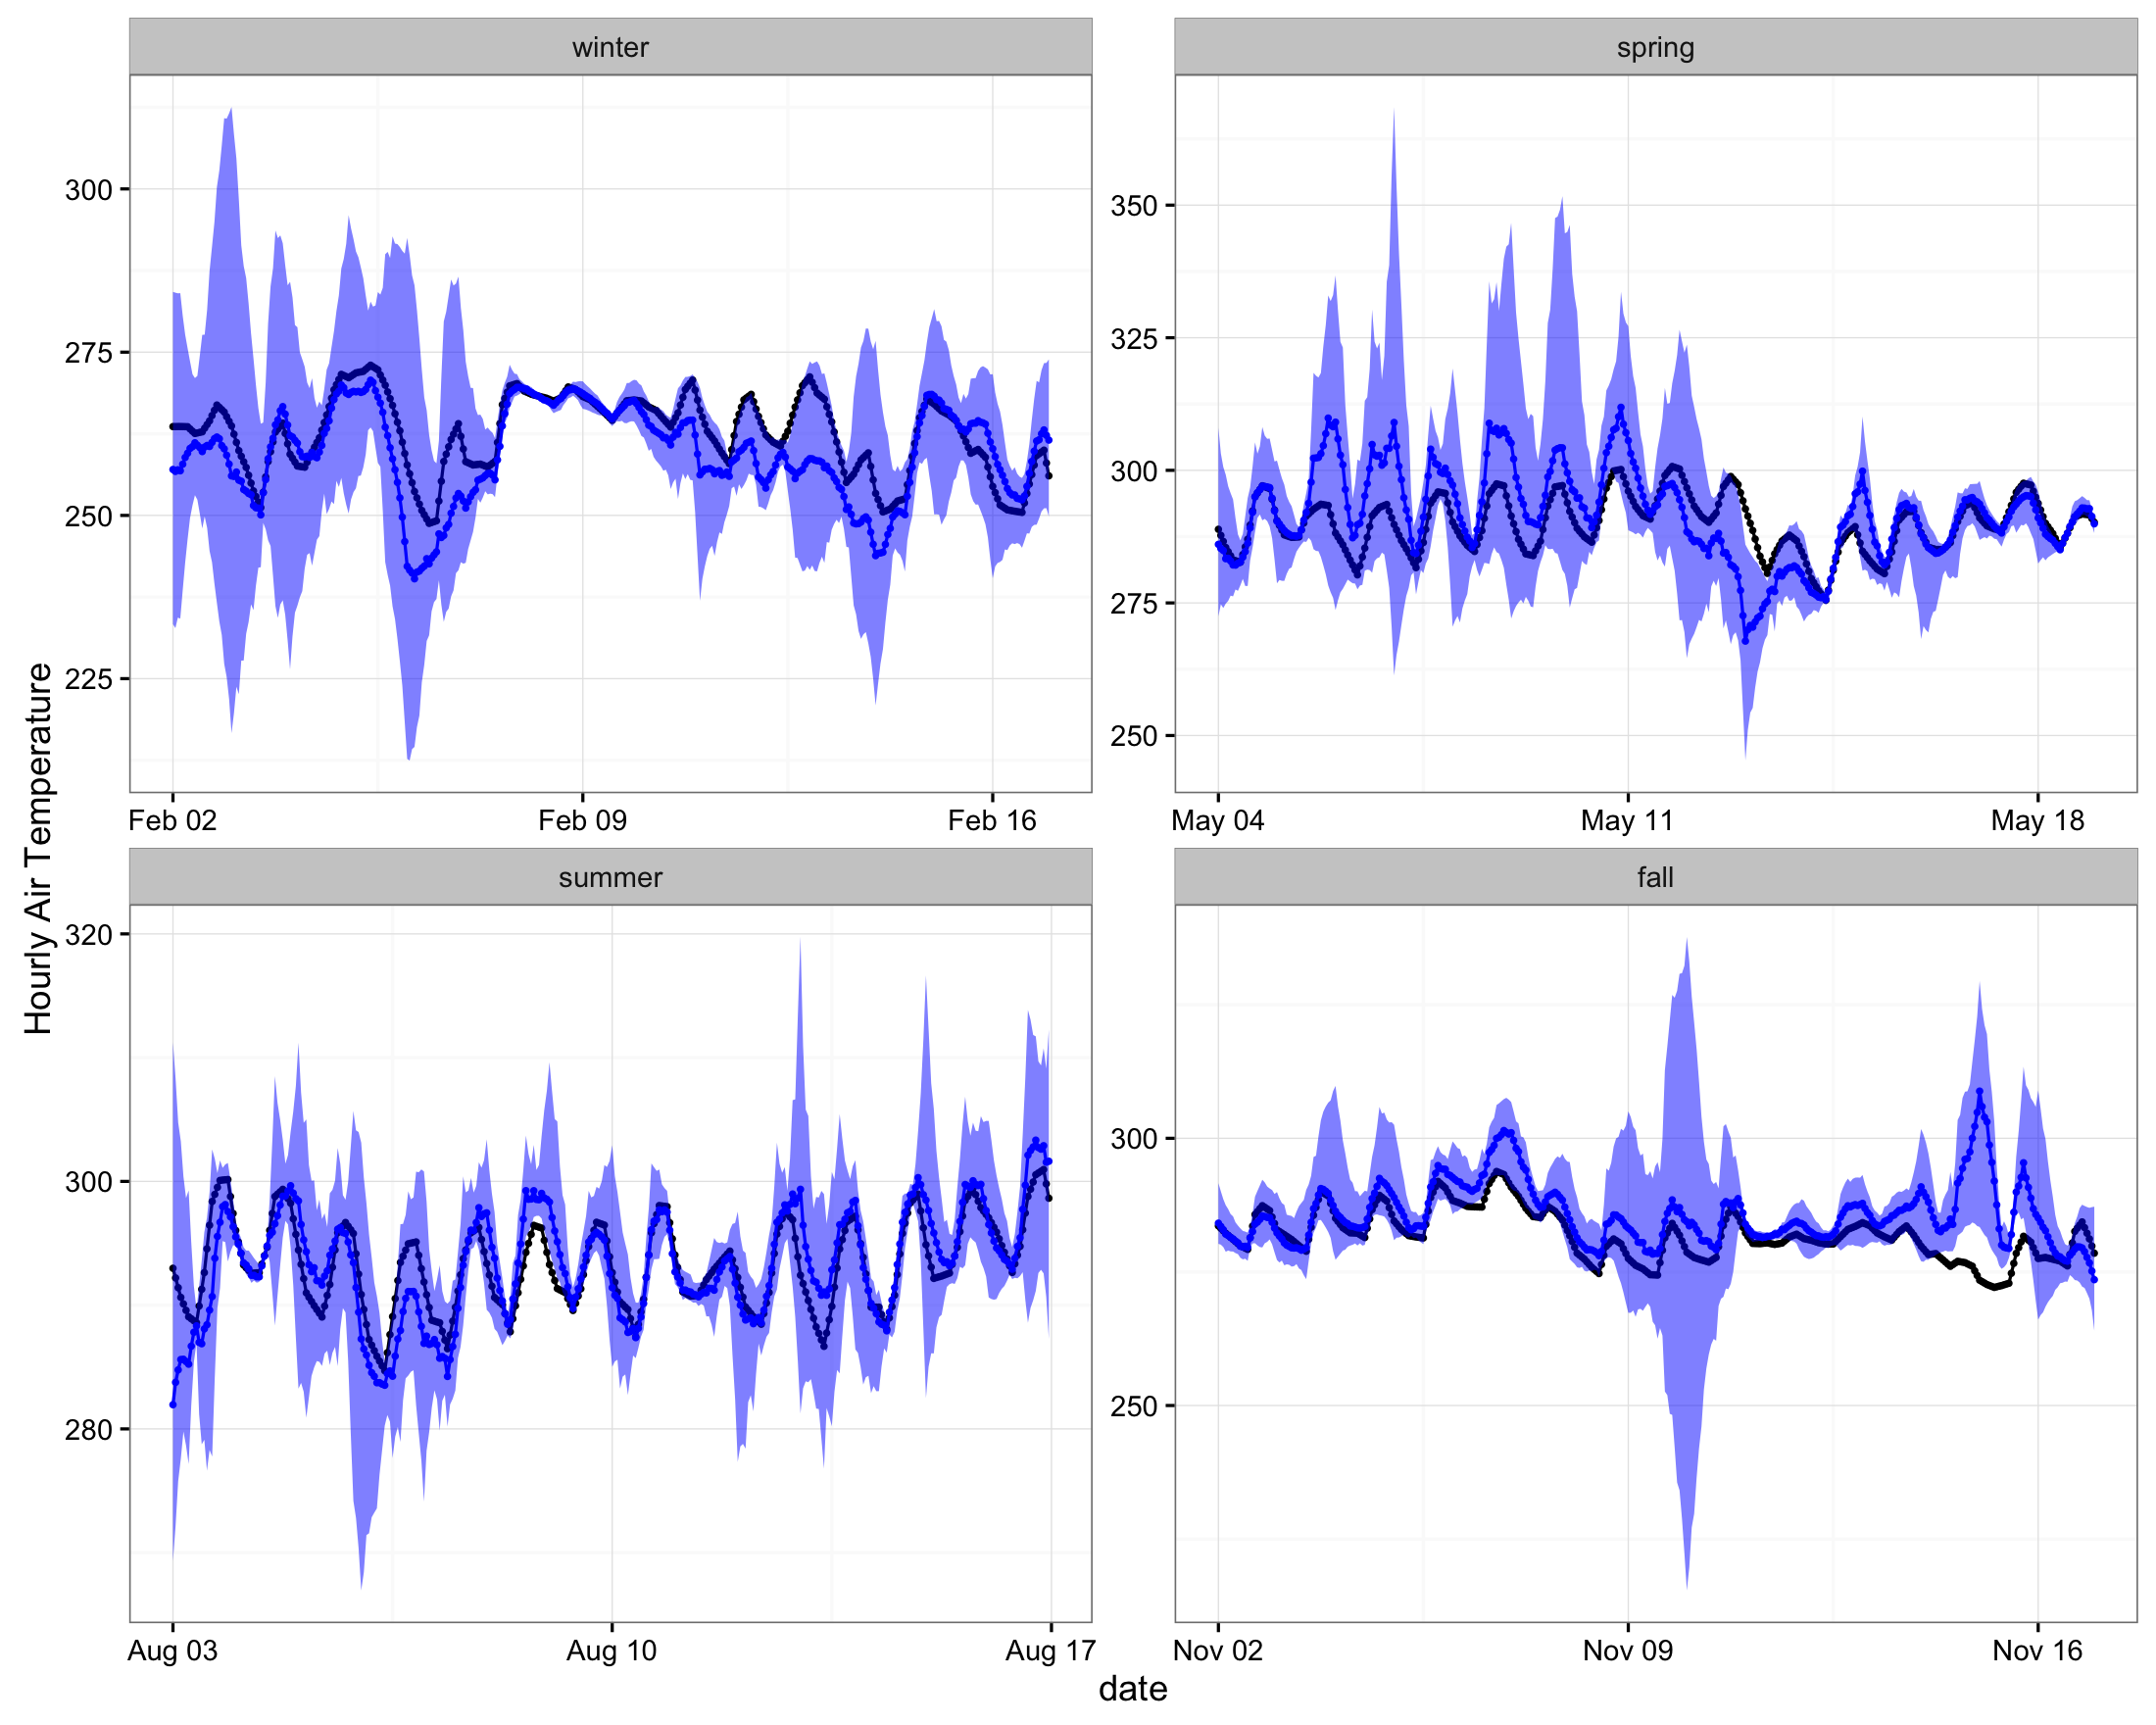 winter
spring
300
275
250
225
350
325
300
275
250
Feb 02
Feb 09
Feb 16
May 04
May 11
May 18
summer
fall
Hourly Air Temperature
320
300
280
300
250
Aug 03
Aug 10
Aug 17
Nov 02
Nov 09
Nov 16
date